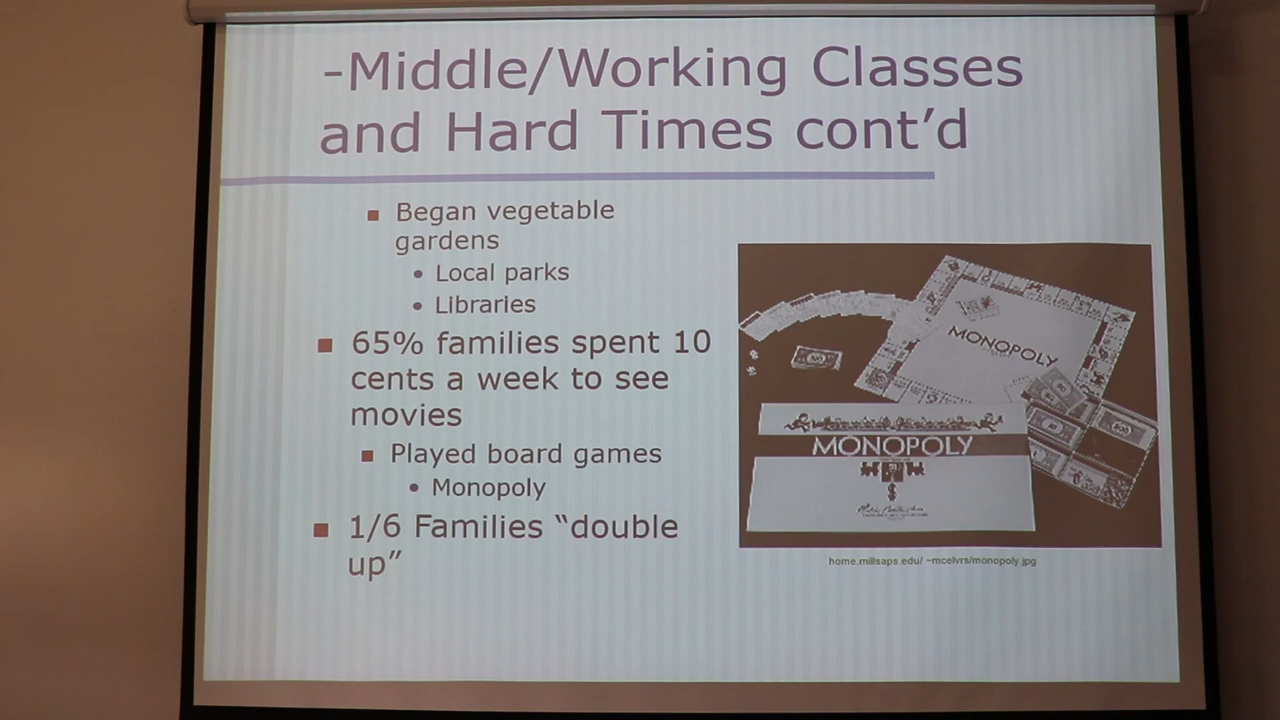 -Middle/Working Classes
and Hard Times cont’d
Began vegetable
gardens
Local parks
Libraries
65% families spent 10
cents a week to see
movies
Played board games
Monopoly
1/6 Families “double
up”
MONOPOLY
MONOPOLY
home.millsaps.edu/ ~mcelvrs/monopoly.jpg